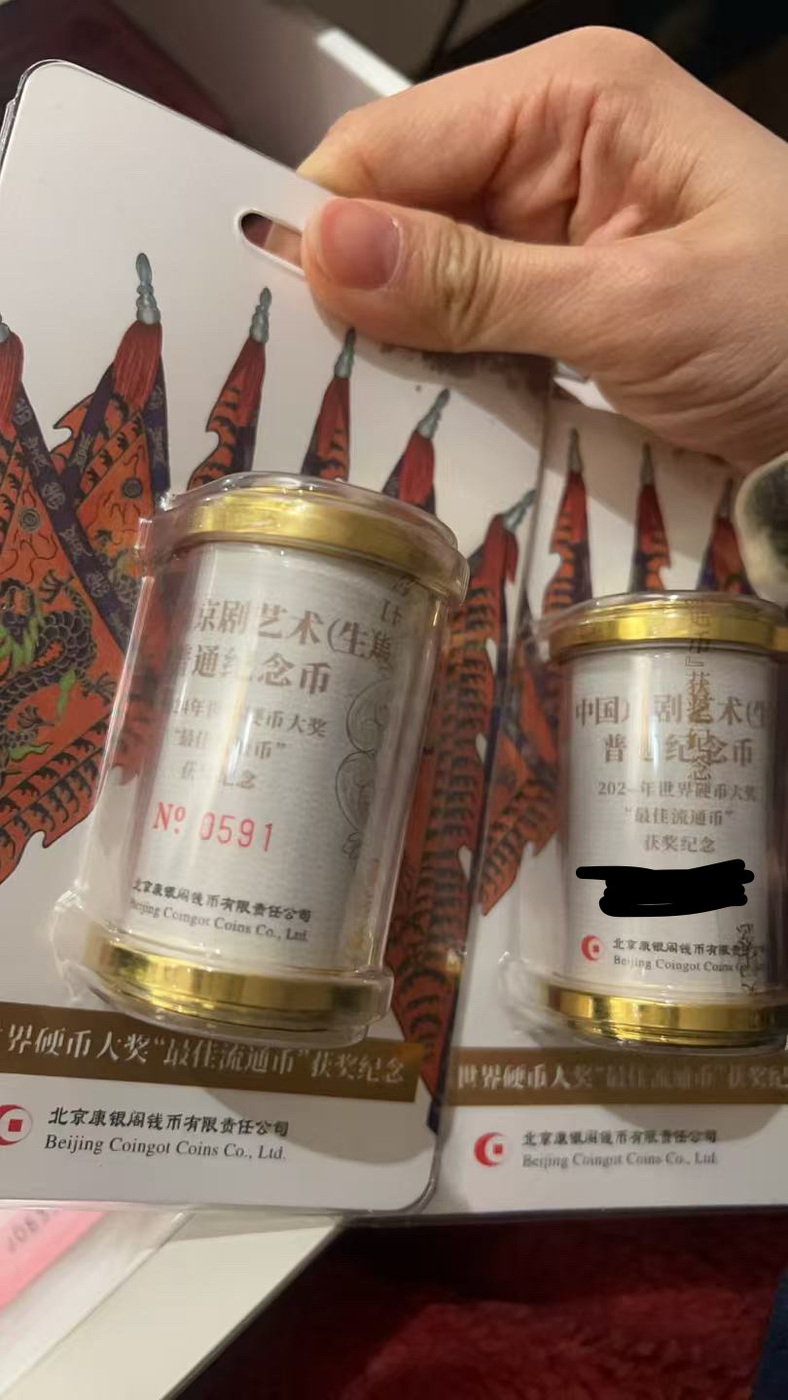 京剧艺术(生
普通纪念币
24年 硬币大奖
"最佳 币"
获 纪念
Nº 0591
北京康银阁钱币有限责任公司
Beijing Coingot Coins Co., Ltd.
世界硬币大奖"最佳流通币"获奖纪念
北京康银阁钱币有限责任公司
Beijing Coingot Coins Co., Ltd.
币』获奖纪念
中国 剧艺术(生
普通纪念币
202 年世界硬币大奖
"最佳流通币"
获奖纪念
北京康银阁钱币有限责
Beijing Coingot Coins Co
世界硬币大奖"最佳流通币"获奖纪
北京康银阁钱币有限责任公司
Beijing Coingot Coins Co., Ltd.